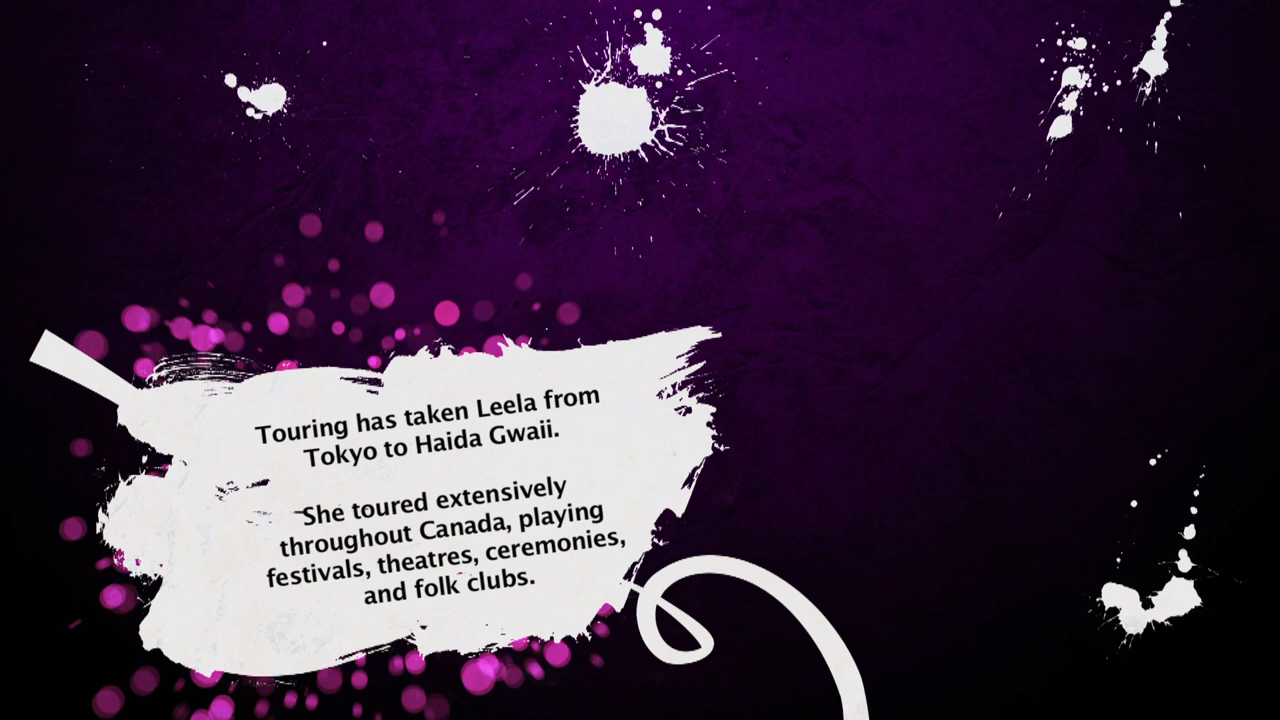 Touring has taken Leela from
Tokyo to Haida Gwaii.
She toured extensively
throughout Canada, playing
festivals, theatres, ceremonies,
and folk clubs.